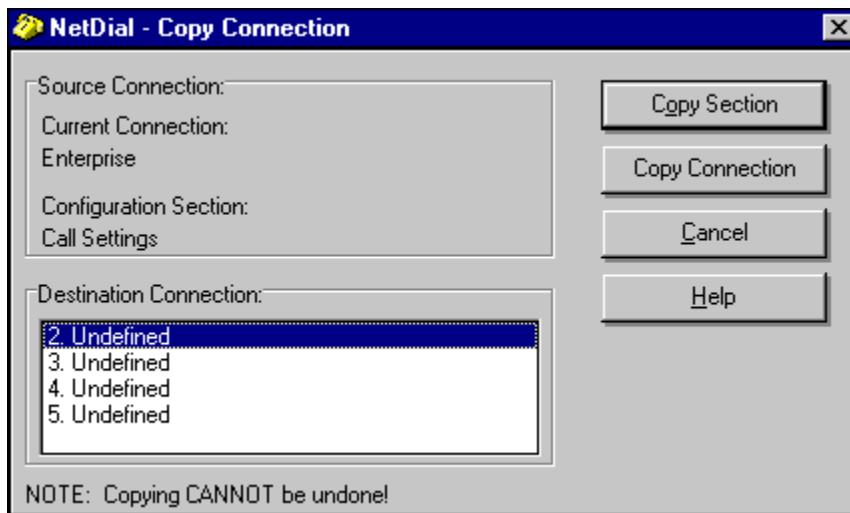 NetDial - Copy Connection
Source Connection:
Current Connection:
Enterprise
Configuration Section:
Call Settings
Copy Section
Copy Connection
Cancel
Help
Destination Connection:
2. Undefined
3. Undefined
4. Undefined
5. Undefined
NOTE: Copying CANNOT be undone!